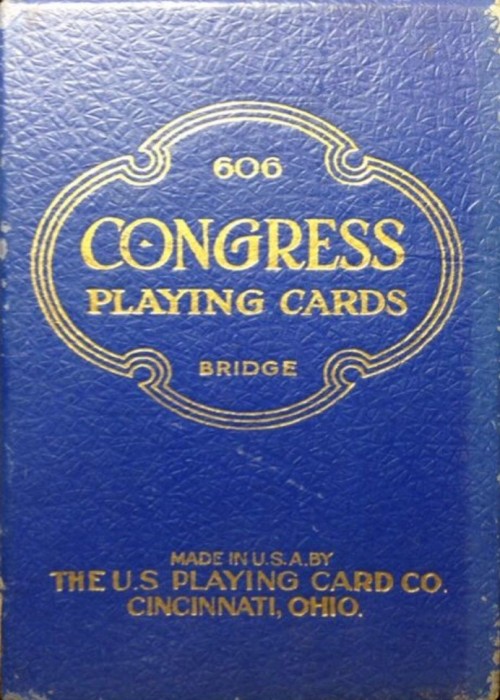 606
CONGRESS
PLAYING CARDS
BRIDGE
MADE IN U.S.A. BY
THE U.S PLAYING CARD CO.
CINCINNATI, OHIO.